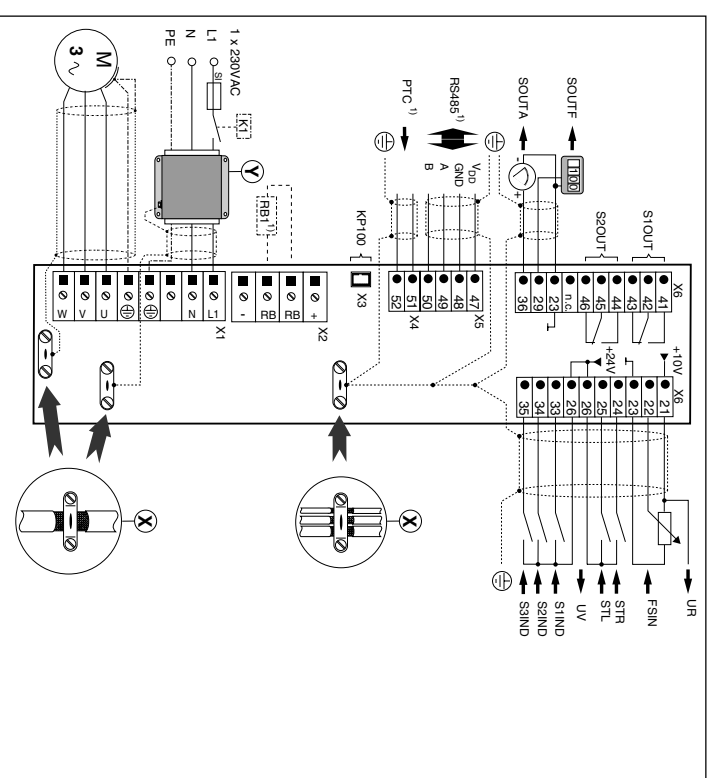 1 x 230VAC
L1
N
PE
SI
K1
Y
RB1 1)
M
3 ~
W
V
U
N
L1
X1
-
RB
RB
+
X2
KP100
X3
PTC 1)
52
51
X4
RS485 1)
B
A
GND
VDD
50
49
48
47
X5
SOUTA
SOUTF
- +
100
S2OUT
S1OUT
36
29
23
n.c.
46
45
44
43
42
41
X6
+24V
+10V
35
34
33
26
26
25
24
23
22
21
X6
S3IND
S2IND
S1IND
UV
STL
STR
FSIN
UR
X
X